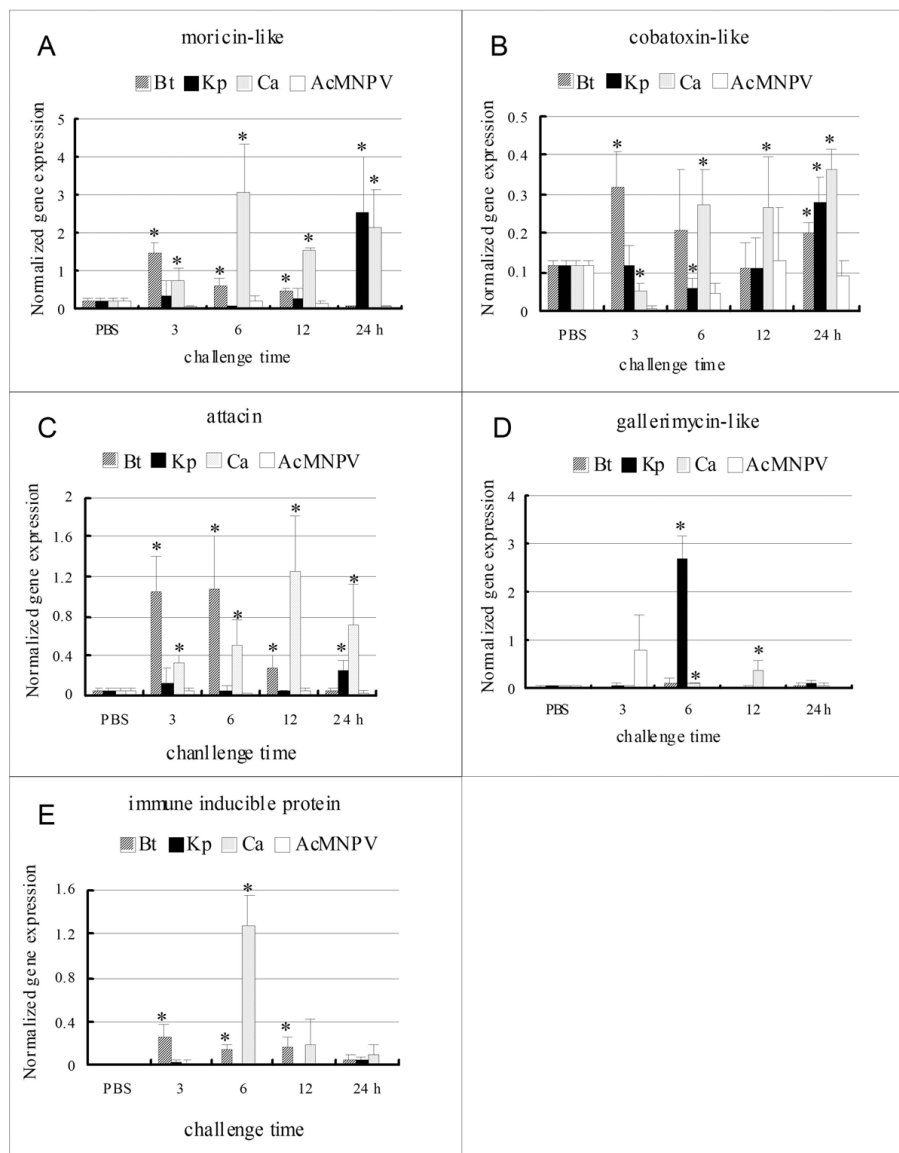 A
moricin-like
Bt Kp Ca AcMNPV
Normalized gene expression
5
4
3
2
1
0
* * * * * * *
PBS 3 6 12 24 h
challenge time
B
cobatoxin-like
Bt Kp Ca AcMNPV
Normalized gene expression
0.5
0.4
0.3
0.2
0.1
0
* * * * * * * *
PBS 3 6 12 24 h
challenge time
C
attacin
Bt Kp Ca AcMNPV
Normalized gene expression
2
1.6
1.2
0.8
0.4
0
* * * * * * * *
PBS 3 6 12 24 h
chanllenge time
D
gallerimycin-like
Bt Kp Ca AcMNPV
Normalized gene expression
4
3
2
1
0
* * *
PBS 3 6 12 24 h
challenge time
E
immune inducible protein
Bt Kp Ca AcMNPV
Normalized gene expression
1.6
1.2
0.8
0.4
0
* * * *
PBS 3 6 12 24 h
challenge time